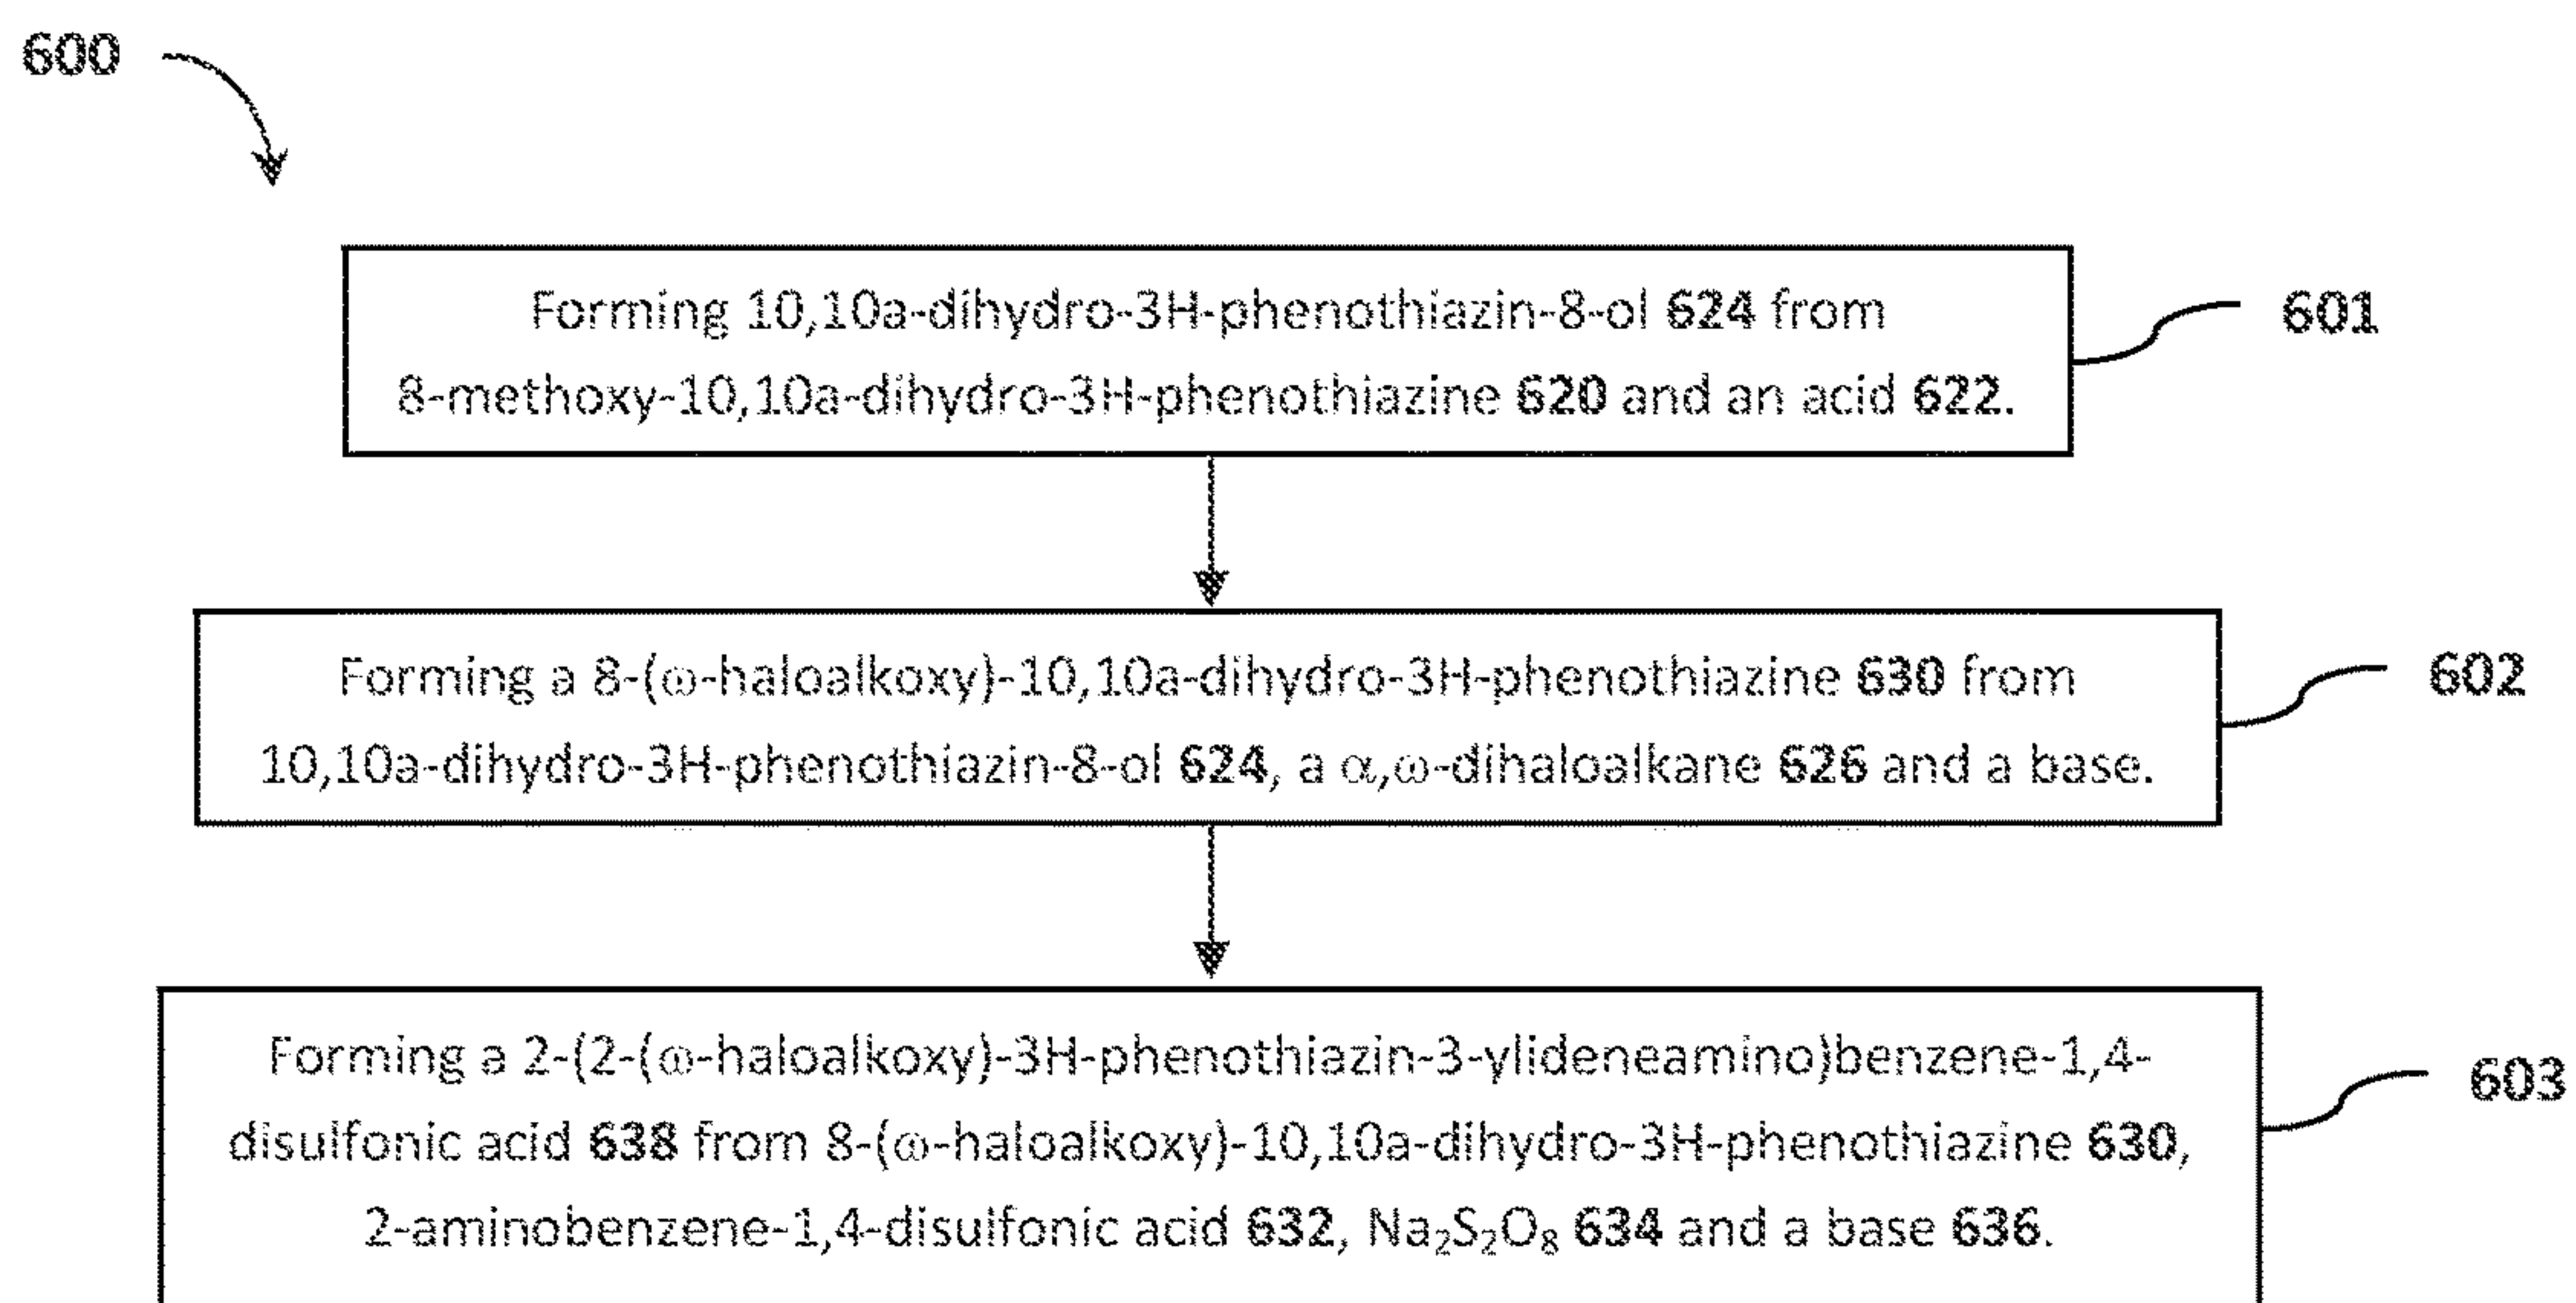 600
Forming 10,10a-dihydro-3H-phenothiazin-8-ol 624 from
8-methoxy-10,10a-dihydro-3H-phenothiazine 620 and an acid 622.
601
Forming a 8-(ω-haloalkoxy)-10,10a-dihydro-3H-phenothiazine 630 from
10,10a-dihydro-3H-phenothiazin-8-ol 624, a α,ω-dihaloalkane 626 and a base.
602
Forming a 2-(2-(ω-haloalkoxy)-3H-phenothiazin-3-ylideneamino)benzene-1,4-
disulfonic acid 638 from 8-(ω-haloalkoxy)-10,10a-dihydro-3H-phenothiazine 630,
2-aminobenzene-1,4-disulfonic acid 632, Na₂S₂O₈ 634 and a base 636.
603